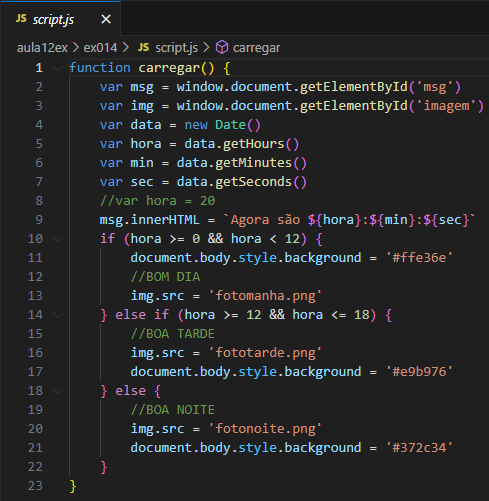 JS script.js ×
aula12ex > ex014 > JS script.js > carregar
1 function carregar() {
2     var msg = window.document.getElementById('msg')
3     var img = window.document.getElementById('imagem')
4     var data = new Date()
5     var hora = data.getHours()
6     var min = data.getMinutes()
7     var sec = data.getSeconds()
8     //var hora = 20
9     msg.innerHTML = `Agora são ${hora}:${min}:${sec}`
10     if (hora >= 0 && hora < 12) {
11         document.body.style.background = '#ffe36e'
12         //BOM DIA
13         img.src = 'fotomanha.png'
14     } else if (hora >= 12 && hora <= 18) {
15         //BOA TARDE
16         img.src = 'fototarde.png'
17         document.body.style.background = '#e9b976'
18     } else {
19         //BOA NOITE
20         img.src = 'fotonoite.png'
21         document.body.style.background = '#372c34'
22     }
23 }